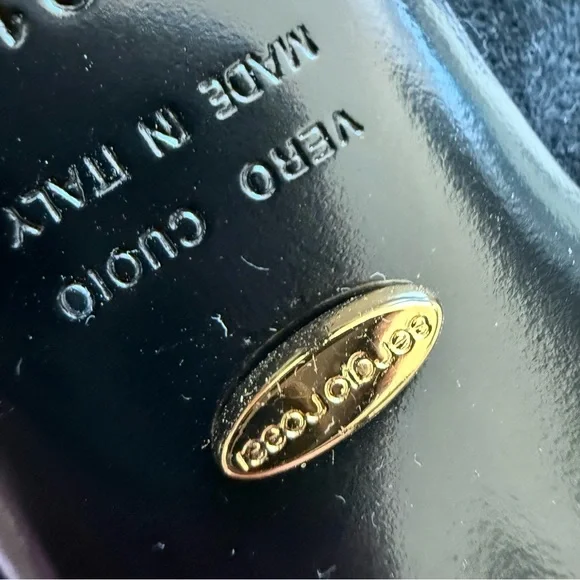 sergio rossi
VERO CUOIO
MADE IN ITALY